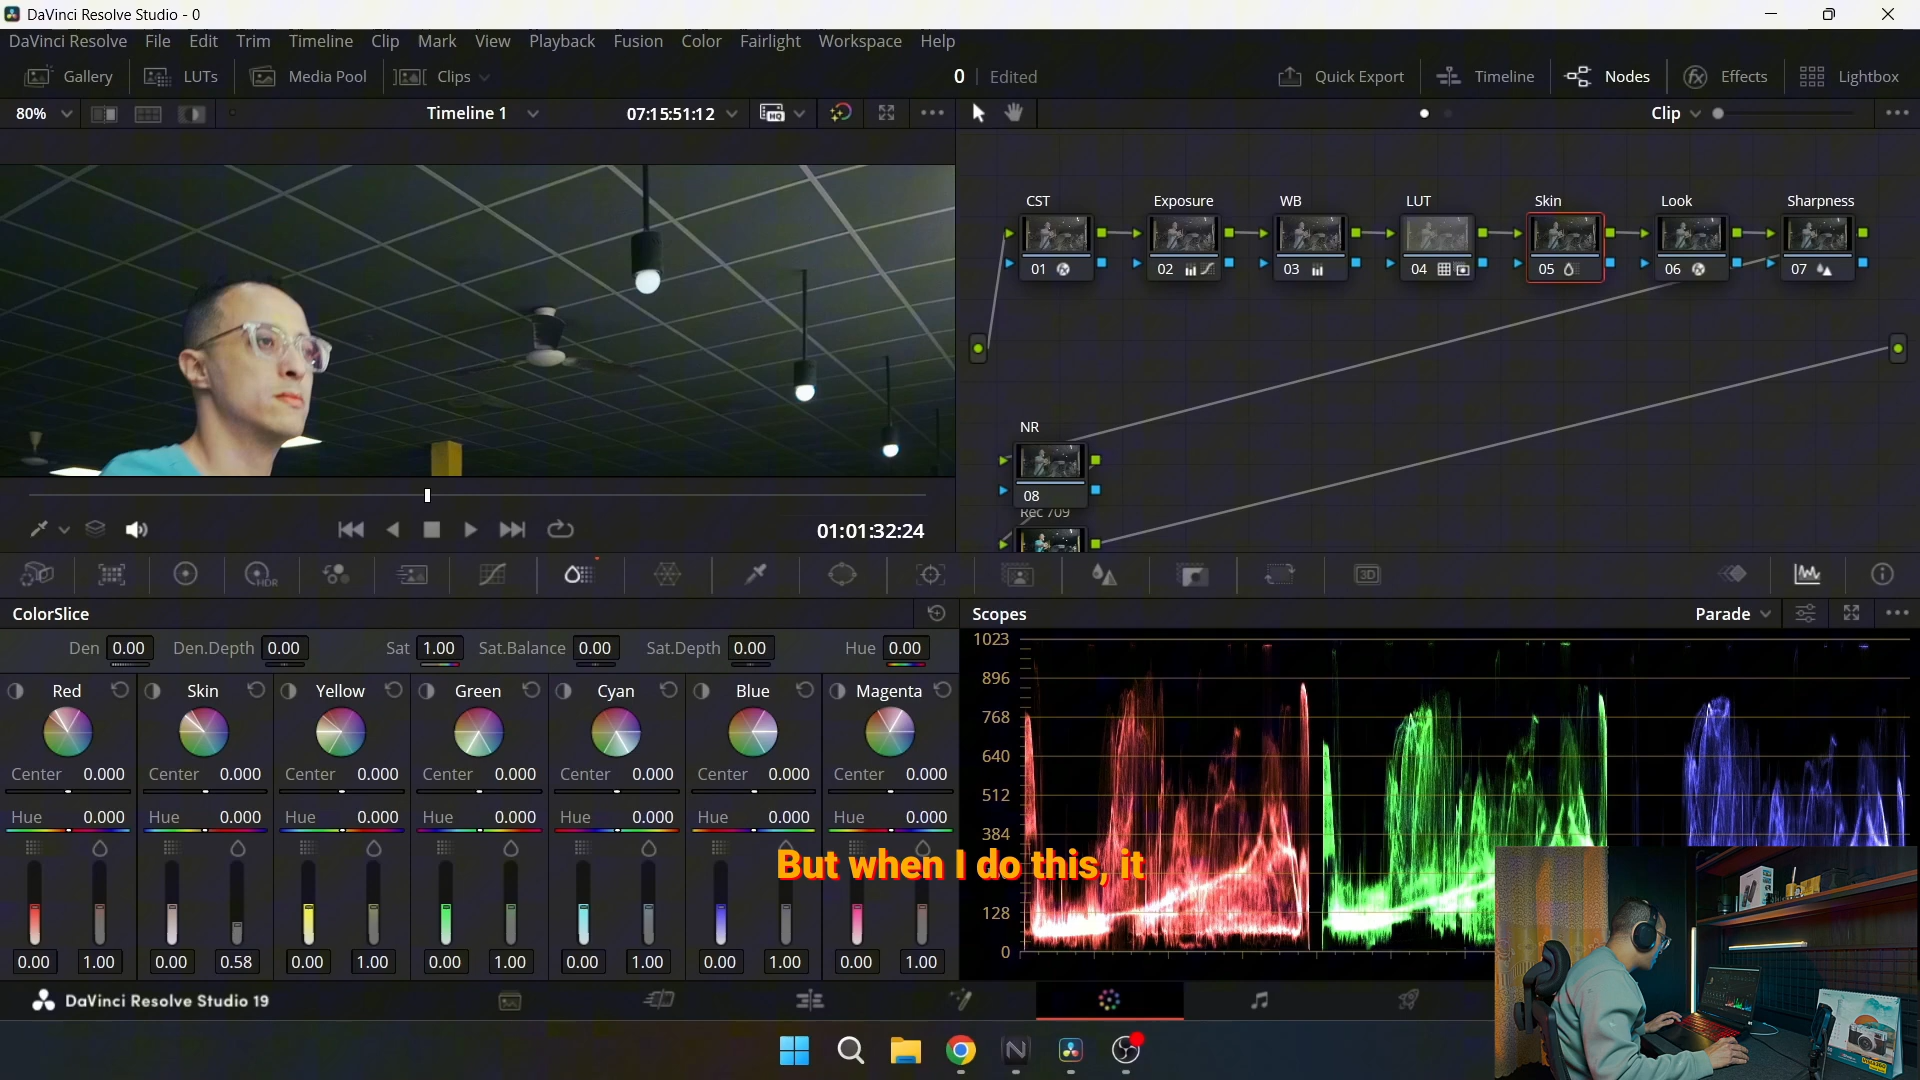 DaVinci Resolve Studio - 0
DaVinci Resolve File Edit Trim Timeline Clip Mark View Playback Fusion Color Fairlight Workspace Help
Gallery LUTs Media Pool Clips 0 Edited Quick Export Timeline Nodes Effects Lightbox
80% Timeline 1 07:15:51:12 HQ Clip
CST Exposure WB LUT Skin Look Sharpness
01 02 03 04 05 06 07
NR
08
Rec 709
01:01:32:24
HDR 3D
ColorSlice Scopes Parade
Den 0.00 Den.Depth 0.00 Sat 1.00 Sat.Balance 0.00 Sat.Depth 0.00 Hue 0.00
Red Skin Yellow Green Cyan Blue Magenta
Center 0.000 Center 0.000 Center 0.000 Center 0.000 Center 0.000 Center 0.000 Center 0.000
Hue 0.000 Hue 0.000 Hue 0.000 Hue 0.000 Hue 0.000 Hue 0.000 Hue 0.000
0.00 1.00 0.00 0.58 0.00 1.00 0.00 1.00 0.00 1.00 0.00 1.00 0.00 1.00
1023
896
768
640
512
384
128
0
But when I do this, it
DaVinci Resolve Studio 19